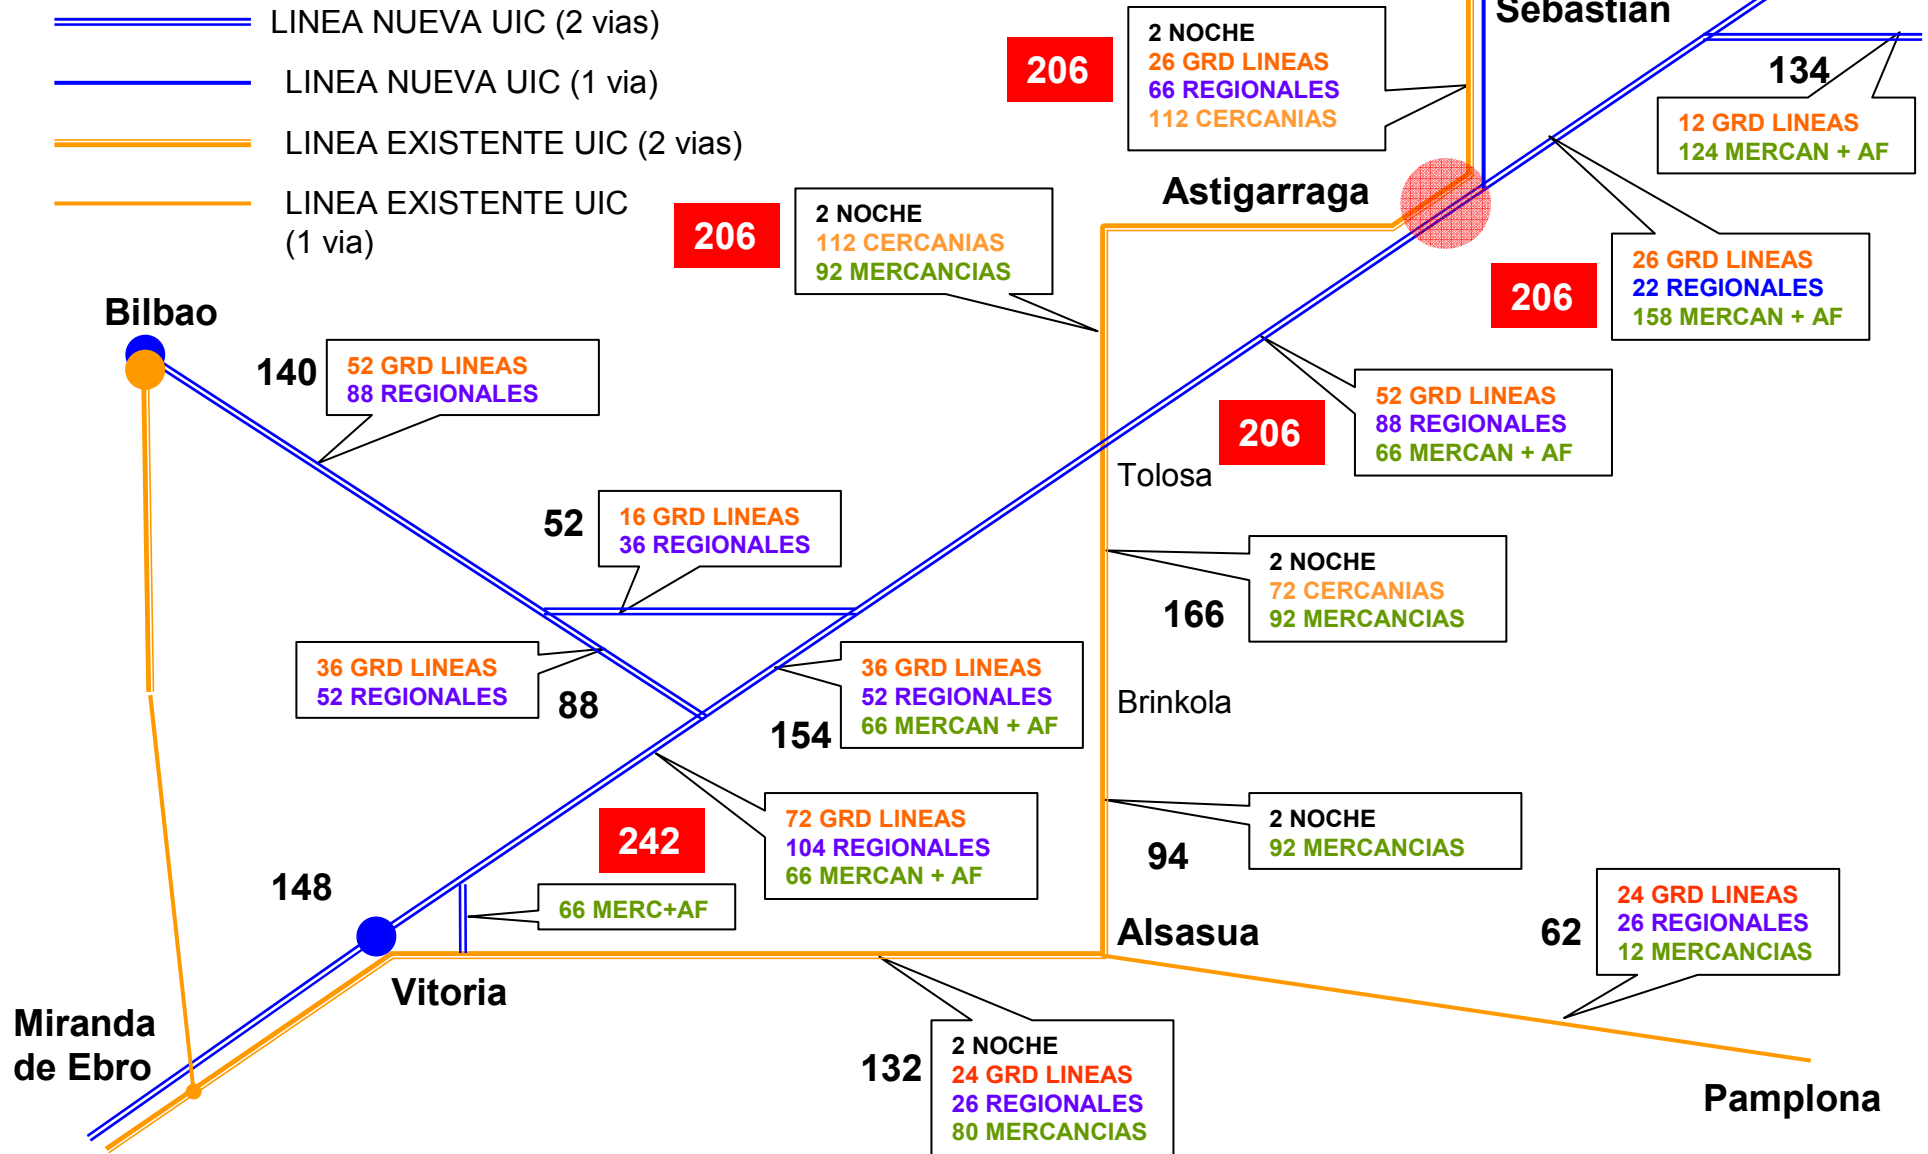 LINEA NUEVA UIC (2 vias)
LINEA NUEVA UIC (1 via)
LINEA EXISTENTE UIC (2 vias)
LINEA EXISTENTE UIC
(1 via)
Sebastian
206
2 NOCHE
26 GRD LINEAS
66 REGIONALES
112 CERCANIAS
134
12 GRD LINEAS
124 MERCAN + AF
Astigarraga
206
2 NOCHE
112 CERCANIAS
92 MERCANCIAS
206
26 GRD LINEAS
22 REGIONALES
158 MERCAN + AF
Bilbao
140
52 GRD LINEAS
88 REGIONALES
206
52 GRD LINEAS
88 REGIONALES
66 MERCAN + AF
Tolosa
52
16 GRD LINEAS
36 REGIONALES
166
2 NOCHE
72 CERCANIAS
92 MERCANCIAS
36 GRD LINEAS
52 REGIONALES
88
154
36 GRD LINEAS
52 REGIONALES
66 MERCAN + AF
Brinkola
242
72 GRD LINEAS
104 REGIONALES
66 MERCAN + AF
94
2 NOCHE
92 MERCANCIAS
148
66 MERC+AF
Alsasua
62
24 GRD LINEAS
26 REGIONALES
12 MERCANCIAS
Vitoria
Miranda
de Ebro
132
2 NOCHE
24 GRD LINEAS
26 REGIONALES
80 MERCANCIAS
Pamplona